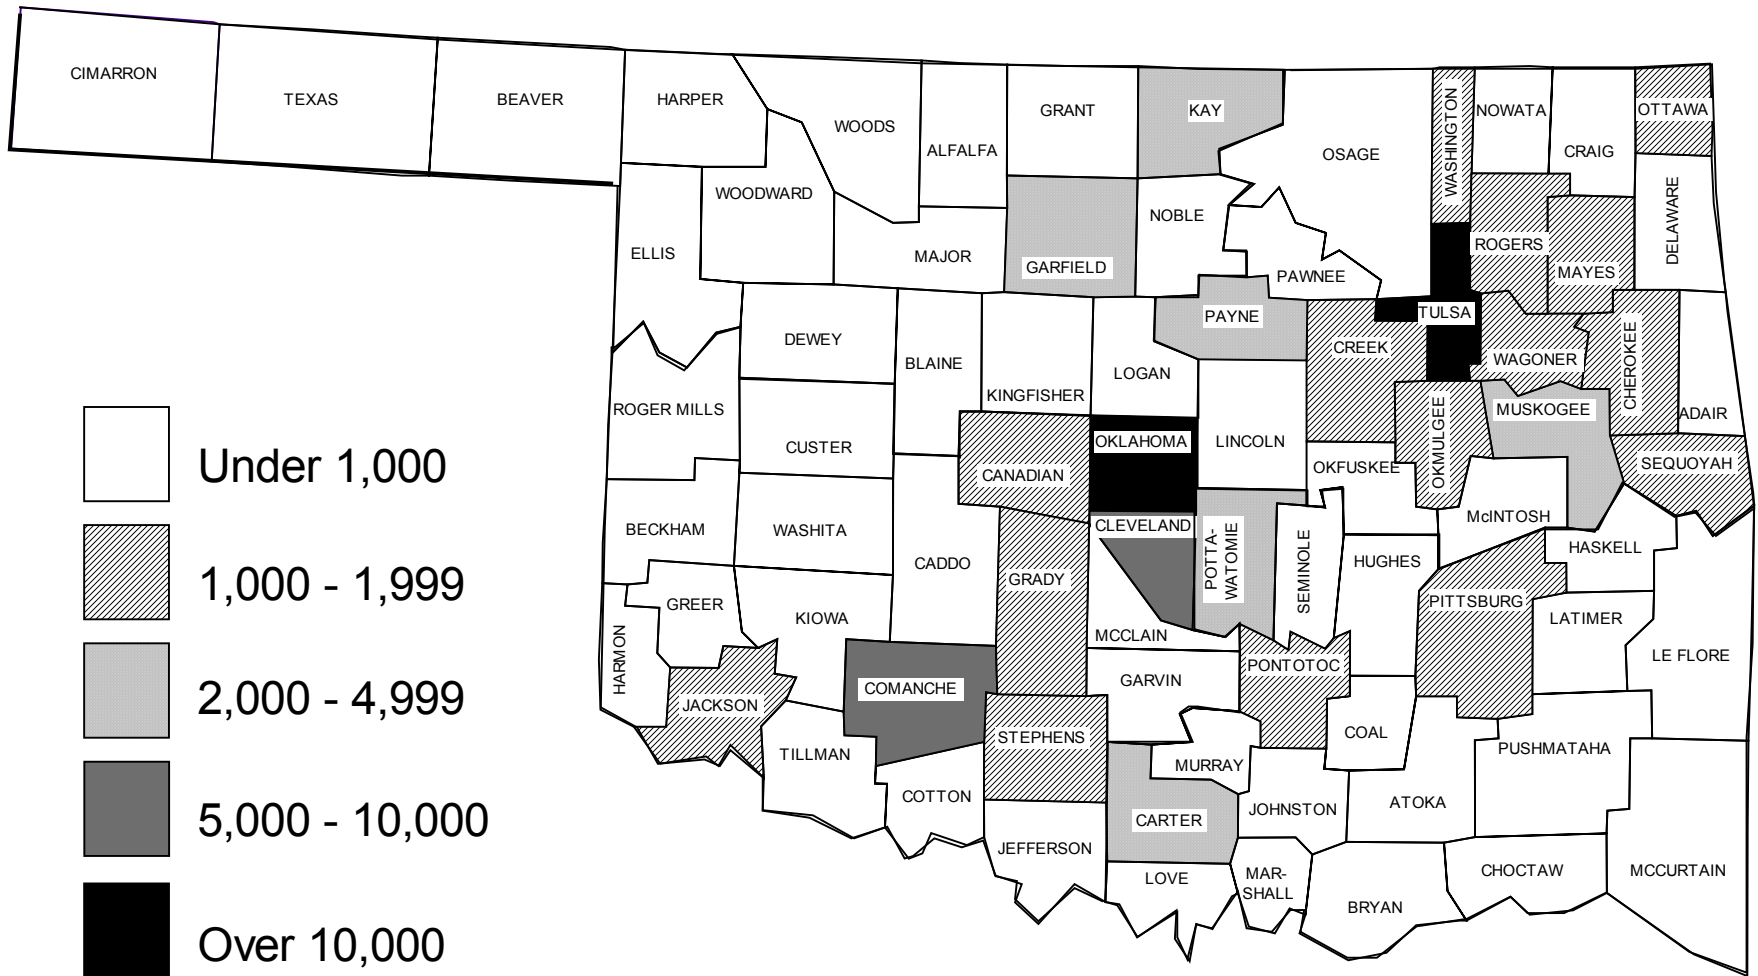 CIMARRON
TEXAS
BEAVER
HARPER
WOODS
ALFALFA
GRANT
KAY
OSAGE
WASHINGTON
NOWATA
CRAIG
OTTAWA
WOODWARD
ELLIS
MAJOR
GARFIELD
NOBLE
PAWNEE
ROGERS
MAYES
DELAWARE
DEWEY
BLAINE
KINGFISHER
LOGAN
PAYNE
CREEK
TULSA
WAGONER
CHEROKEE
ADAIR
ROGER MILLS
CUSTER
CANADIAN
OKLAHOMA
LINCOLN
OKFUSKEE
OKMULGEE
MUSKOGEE
SEQUOYAH
BECKHAM
WASHITA
CADDO
GRADY
CLEVELAND
POTTA-
WATOMIE
SEMINOLE
HUGHES
McINTOSH
HASKELL
GREER
KIOWA
MCCLAIN
PITTSBURG
LATIMER
LE FLORE
HARMON
JACKSON
COMANCHE
STEPHENS
GARVIN
PONTOTOC
COAL
PUSHMATAHA
TILLMAN
COTTON
MURRAY
CARTER
JOHNSTON
ATOKA
JEFFERSON
LOVE
MAR-
SHALL
BRYAN
CHOCTAW
MCCURTAIN
Under 1,000
1,000 - 1,999
2,000 - 4,999
5,000 - 10,000
Over 10,000